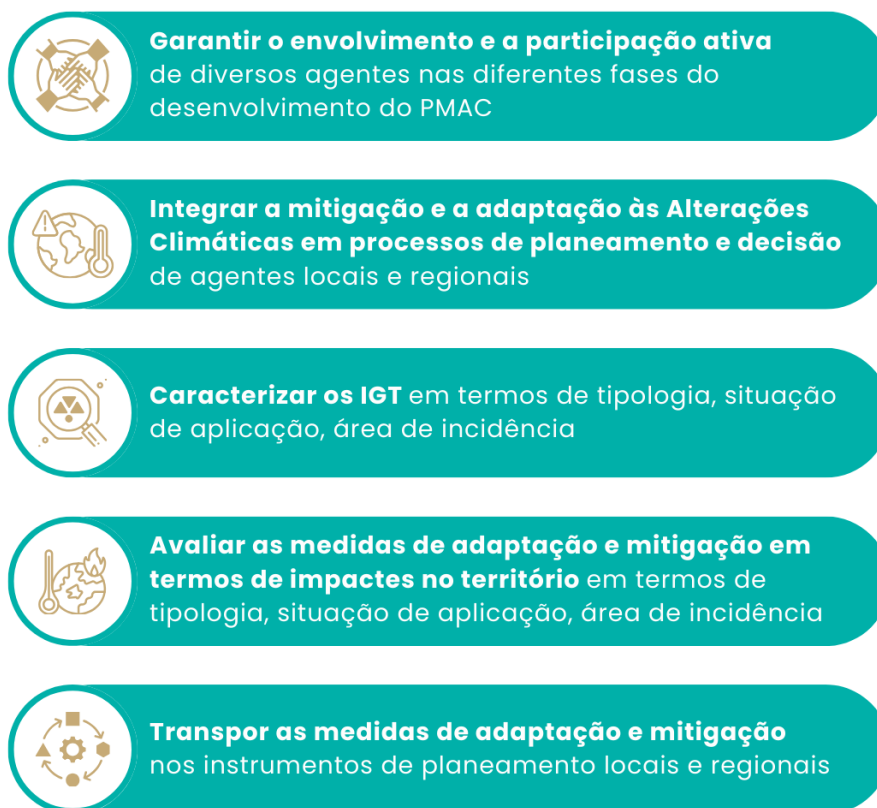 Garantir o envolvimento e a participação ativa
de diversos agentes nas diferentes fases do
desenvolvimento do PMAC
Integrar a mitigação e a adaptação às Alterações
Climáticas em processos de planeamento e decisão
de agentes locais e regionais
Caracterizar os IGT em termos de tipologia, situação
de aplicação, área de incidência
Avaliar as medidas de adaptação e mitigação em
termos de impactes no território em termos de
tipologia, situação de aplicação, área de incidência
Transpor as medidas de adaptação e mitigação
nos instrumentos de planeamento locais e regionais